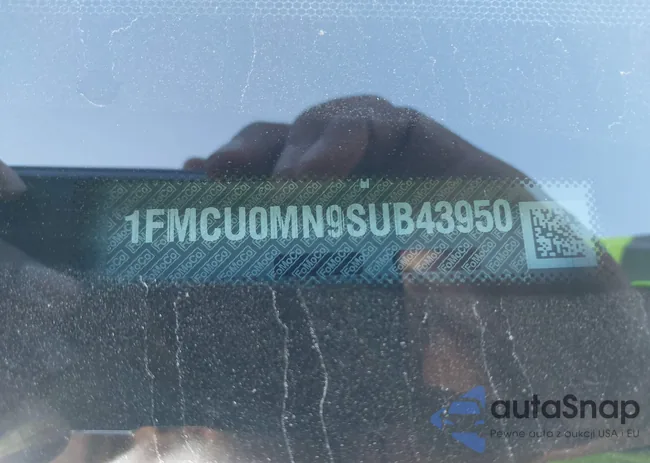 1FMCU0MN9SUB43950
autaSnap
Pewne auta z aukcji USA i EU